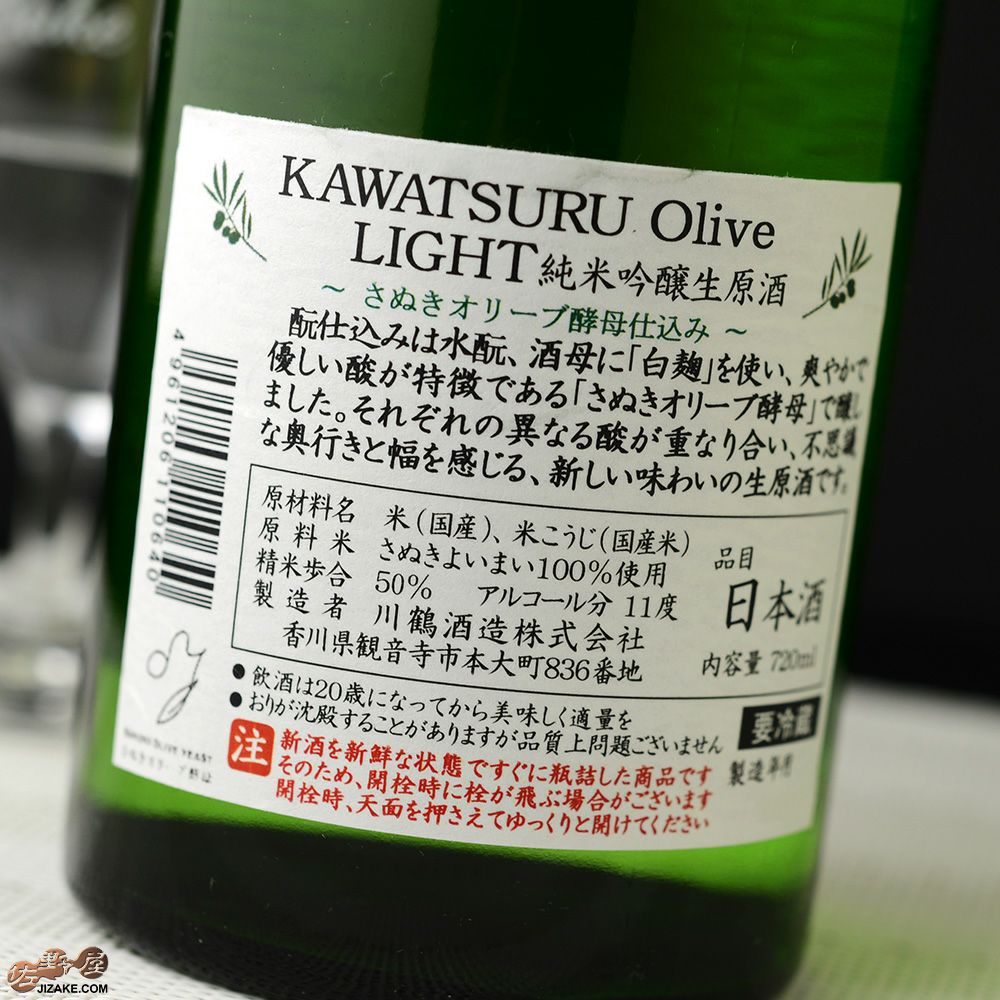 KAWATSURU Olive
LIGHT純米吟醸生原酒
~ さぬきオリーブ酵母仕込み ~
酛仕込みは水酛、酒母に「白麹」を使い、爽やかで
優しい酸が特徴である「さぬきオリーブ酵母」で醸し
ました。それぞれの異なる酸が重なり合い、不思議
な奥行きと幅を感じる、新しい味わいの生原酒です。
原材料名 米(国産)、米こうじ(国産米)
原料米 さぬきよいまい100%使用
精米歩合 50% アルコール分 11度
製造者 川鶴酒造株式会社
香川県観音寺市本大町836番地
品目
日本酒
内容量 720ml
●飲酒は20歳になってから美味しく適量を
●おりが沈殿することがありますが品質上問題ございません
要冷蔵
製造年月
注
新酒を新鮮な状態ですぐに瓶詰した商品です
そのため、開栓時に栓が飛ぶ場合がございます
開栓時、天面を押さえてゆっくりと開けてください
4961206110640
OLIVE YEAST
佐野屋
JIZAKE.COM